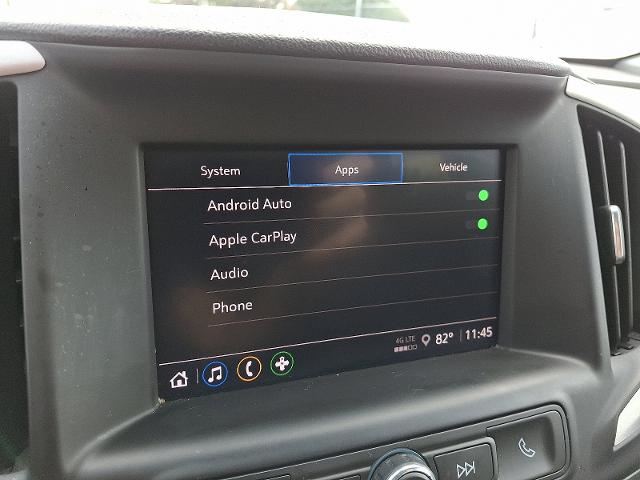 System Apps Vehicle
Android Auto
Apple CarPlay
Audio
Phone
4G LTE 82° 11:45